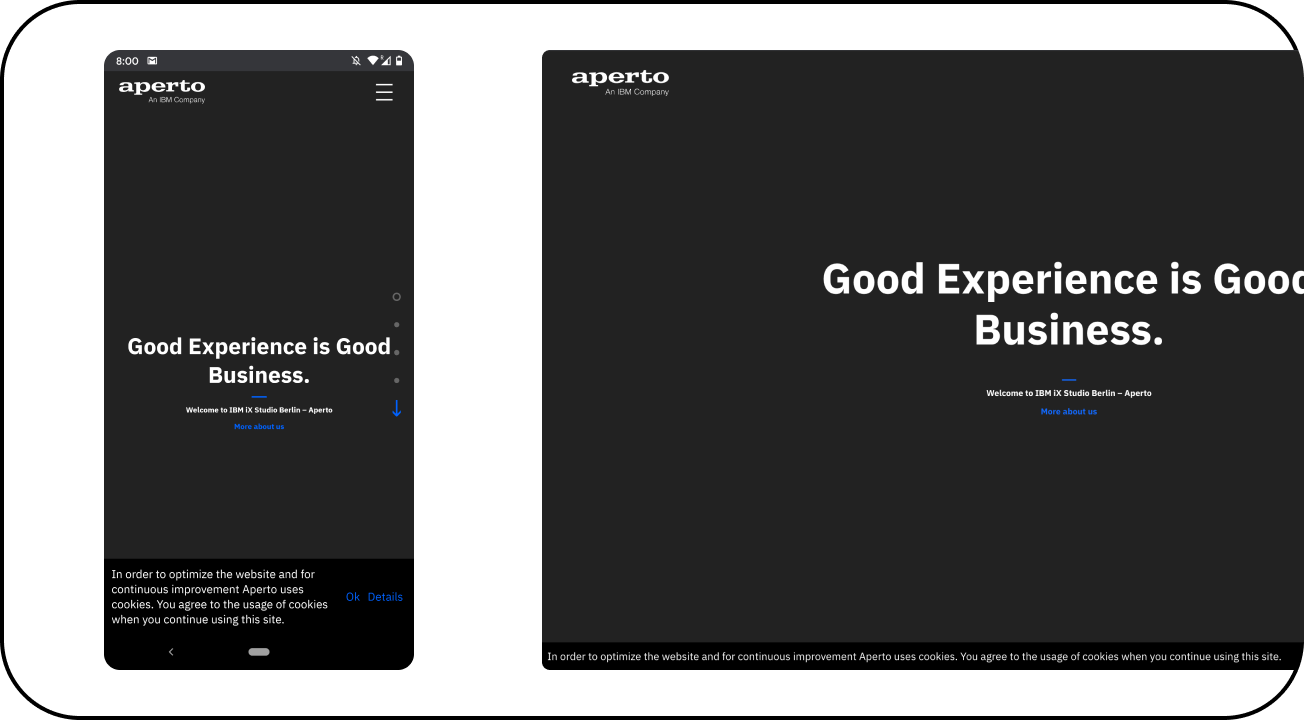 8:00
aperto
An IBM Company
Good Experience is Good
Business.
Welcome to IBM iX Studio Berlin – Aperto
More about us
In order to optimize the website and for
continuous improvement Aperto uses
cookies. You agree to the usage of cookies
when you continue using this site.
Ok Details
aperto
An IBM Company
Good Experience is Good
Business.
Welcome to IBM iX Studio Berlin – Aperto
More about us
In order to optimize the website and for continuous improvement Aperto uses cookies. You agree to the usage of cookies when you continue using this site.